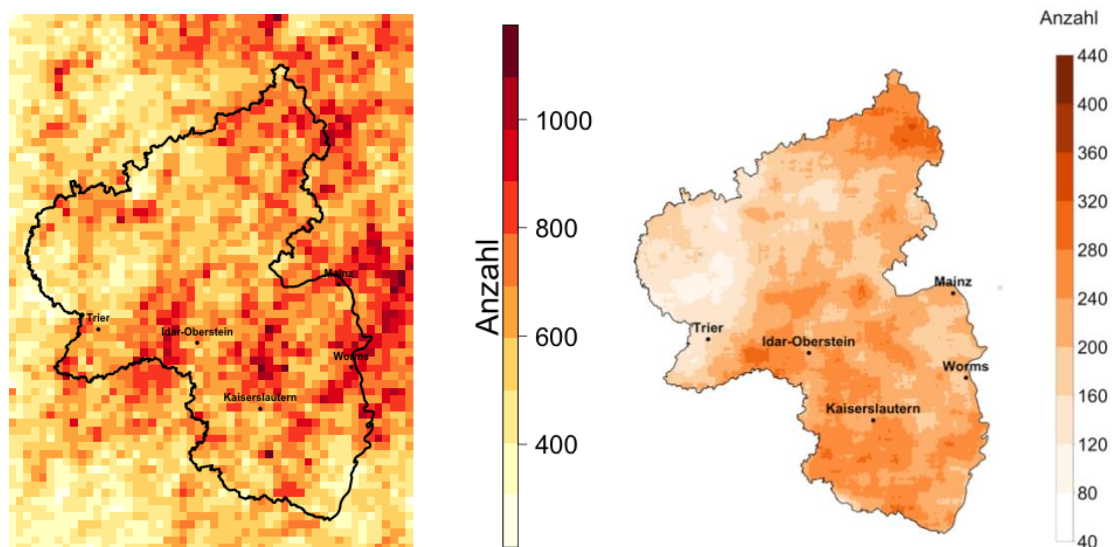 Mainz
Trier
Idar-Oberstein
Worms
Kaiserslautern
Anzahl
1000
800
600
400
Anzahl
440
400
360
320
280
240
200
160
120
80
40
Mainz
Trier
Idar-Oberstein
Worms
Kaiserslautern